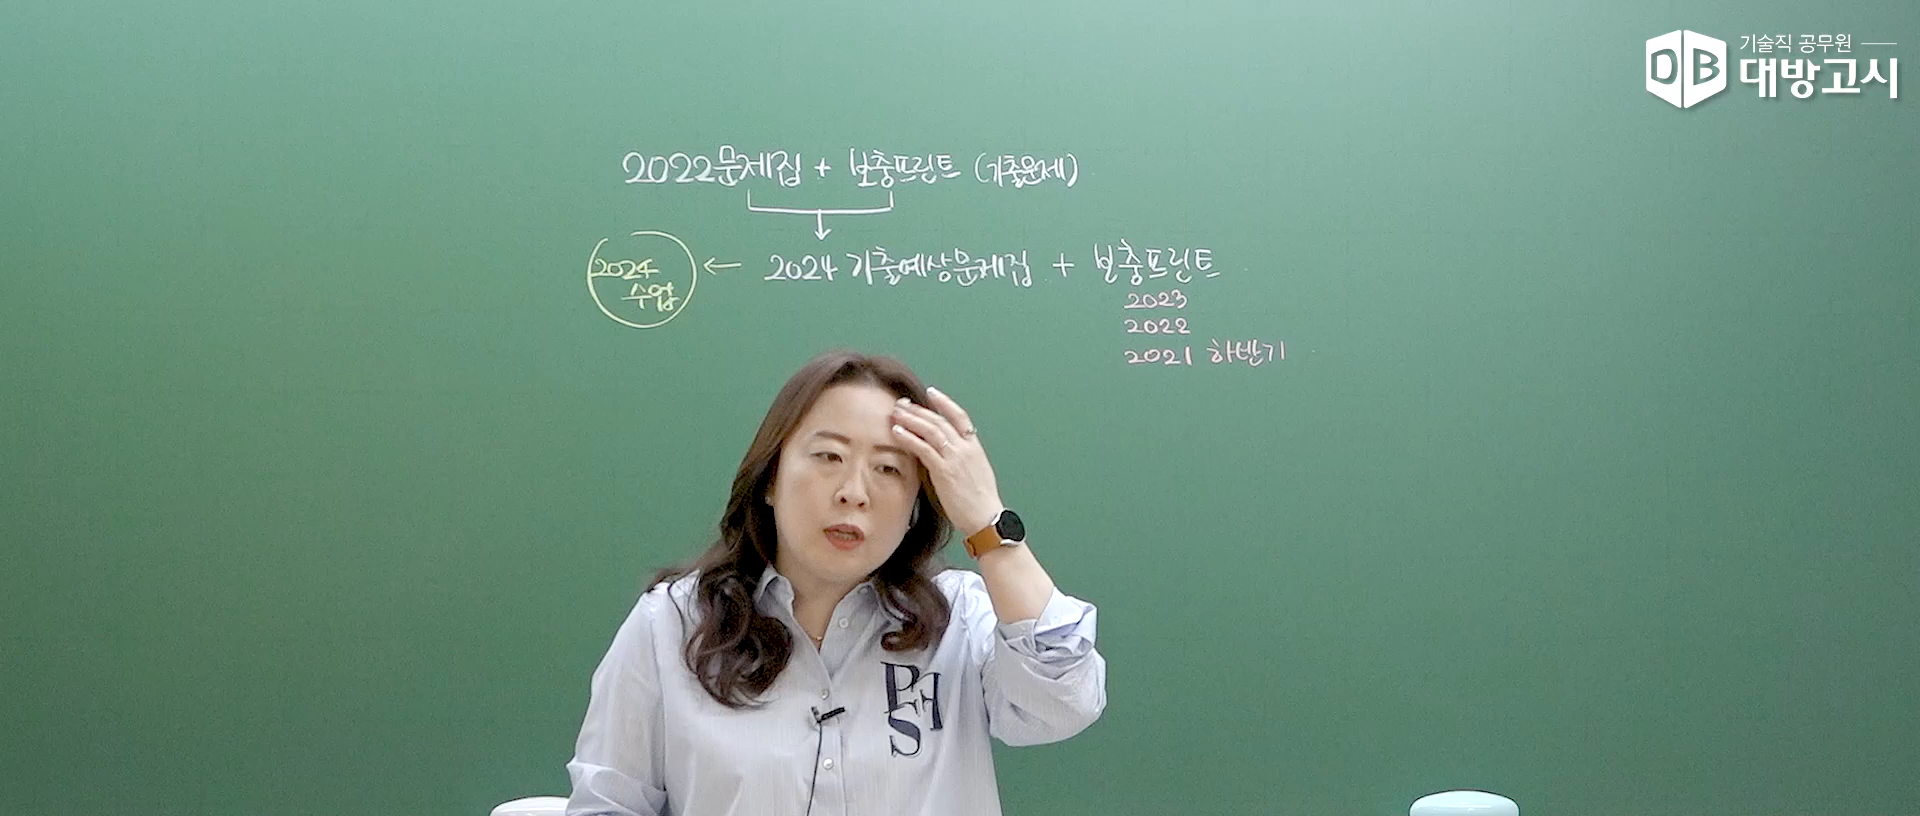 기술직 공무원
DB 대방고시
2022문제집 + 보충프린트 (기출문제)
2024 수업 ← 2024 기출예상문제집 + 보충프린트
2023
2022
2021 하반기
PHS